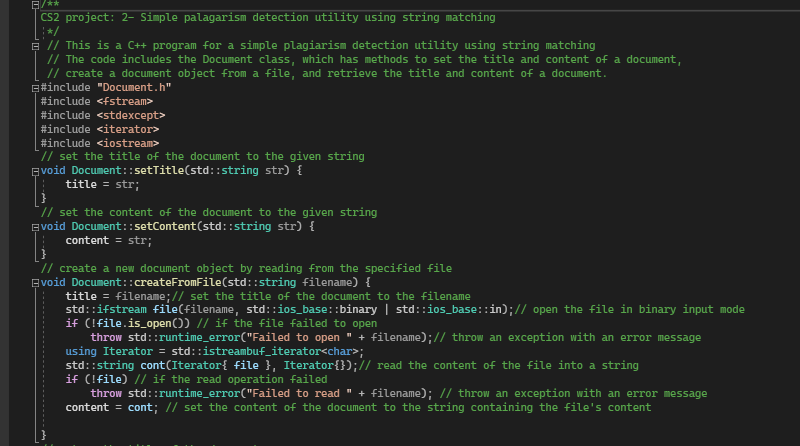 /**
CS2 project: 2- Simple palagarism detection utility using string matching
*/
// This is a C++ program for a simple plagiarism detection utility using string matching
// The code includes the Document class, which has methods to set the title and content of a document,
// create a document object from a file, and retrieve the title and content of a document.
#include "Document.h"
#include <fstream>
#include <stdexcept>
#include <iterator>
#include <iostream>
// set the title of the document to the given string
void Document::setTitle(std::string str) {
title = str;
}
// set the content of the document to the given string
void Document::setContent(std::string str) {
content = str;
}
// create a new document object by reading from the specified file
void Document::createFromFile(std::string filename) {
title = filename;// set the title of the document to the filename
std::ifstream file(filename, std::ios_base::binary | std::ios_base::in);// open the file in binary input mode
if (!file.is_open()) // if the file failed to open
throw std::runtime_error("Failed to open " + filename);// throw an exception with an error message
using Iterator = std::istreambuf_iterator<char>;
std::string cont(Iterator{ file }, Iterator{});// read the content of the file into a string
if (!file) // if the read operation failed
throw std::runtime_error("Failed to read " + filename); // throw an exception with an error message
content = cont; // set the content of the document to the string containing the file's content
}